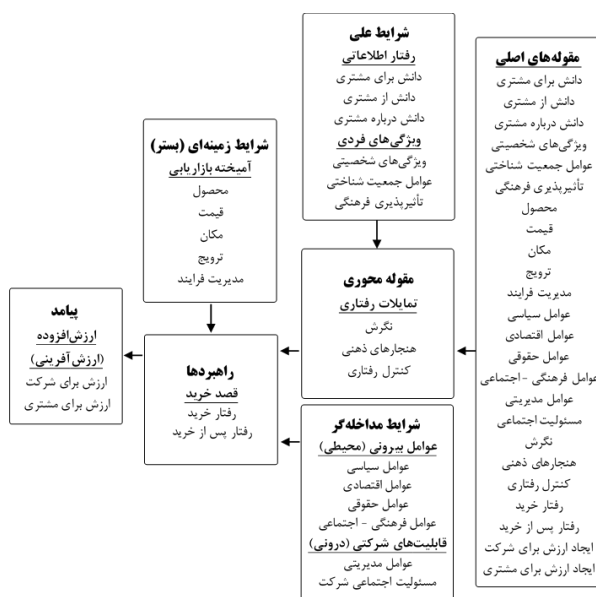 مقوله‌های اصلی
دانش برای مشتری
دانش از مشتری
دانش درباره مشتری
ویژگی‌های شخصیتی
عوامل جمعیت شناختی
تأثیرپذیری فرهنگی
محصول
قیمت
مکان
ترویج
مدیریت فرایند
عوامل سیاسی
عوامل اقتصادی
عوامل حقوقی
عوامل فرهنگی - اجتماعی
عوامل مدیریتی
مسئولیت اجتماعی
نگرش
هنجارهای ذهنی
کنترل رفتاری
رفتار خرید
رفتار پس از خرید
ایجاد ارزش برای شرکت
ایجاد ارزش برای مشتری
شرایط علی
رفتار اطلاعاتی
دانش برای مشتری
دانش از مشتری
دانش درباره مشتری
ویژگی‌های فردی
ویژگی‌های شخصیتی
عوامل جمعیت شناختی
تأثیرپذیری فرهنگی
مقوله محوری
تمایلات رفتاری
نگرش
هنجارهای ذهنی
کنترل رفتاری
شرایط مداخله‌گر
عوامل بیرونی (محیطی)
عوامل سیاسی
عوامل اقتصادی
عوامل حقوقی
عوامل فرهنگی - اجتماعی
قابلیت‌های شرکتی (درونی)
عوامل مدیریتی
مسئولیت اجتماعی شرکت
شرایط زمینه‌ای (بستر)
آمیخته بازاریابی
محصول
قیمت
مکان
ترویج
مدیریت فرایند
راهبردها
قصد خرید
رفتار خرید
رفتار پس از خرید
پیامد
ارزش‌افزوده
(ارزش‌آفرینی)
ارزش برای شرکت
ارزش برای مشتری